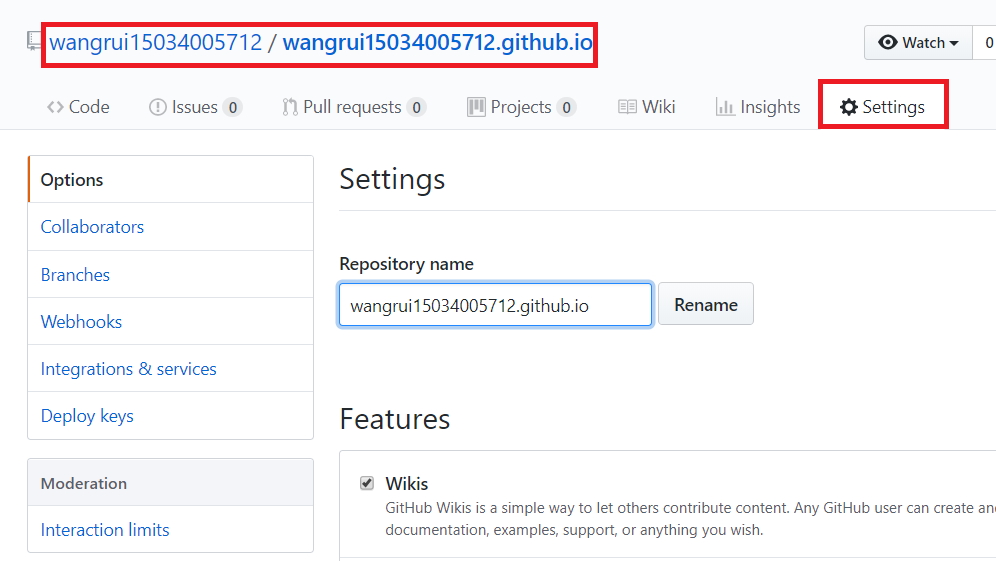 wangrui15034005712 / wangrui15034005712.github.io
Watch 0
Code Issues 0 Pull requests 0 Projects 0 Wiki Insights Settings
Options
Collaborators
Branches
Webhooks
Integrations & services
Deploy keys
Moderation
Interaction limits
Settings
Repository name
wangrui15034005712.github.io Rename
Features
Wikis
GitHub Wikis is a simple way to let others contribute content. Any GitHub user can create an
documentation, examples, support, or anything you wish.